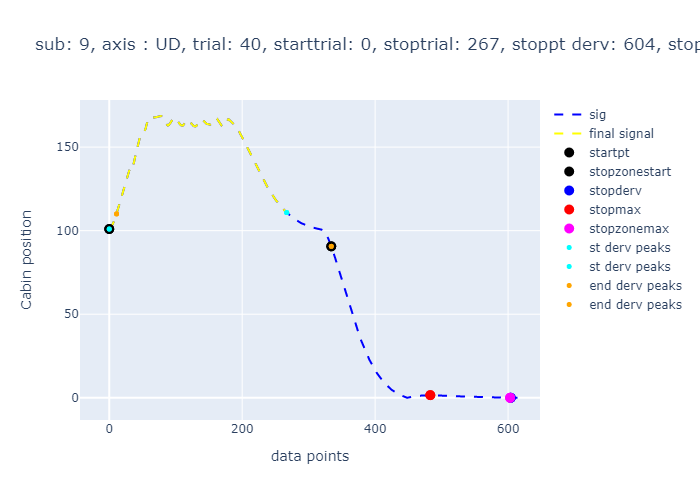 sub: 9, axis : UD, trial: 40, starttrial: 0, stoptrial: 267, stoppt derv: 604, stop
sig
final signal
startpt
stopzonestart
stopderv
stopmax
stopzonemax
st derv peaks
st derv peaks
end derv peaks
end derv peaks
Cabin position
150
100
50
0
0 200 400 600
data points